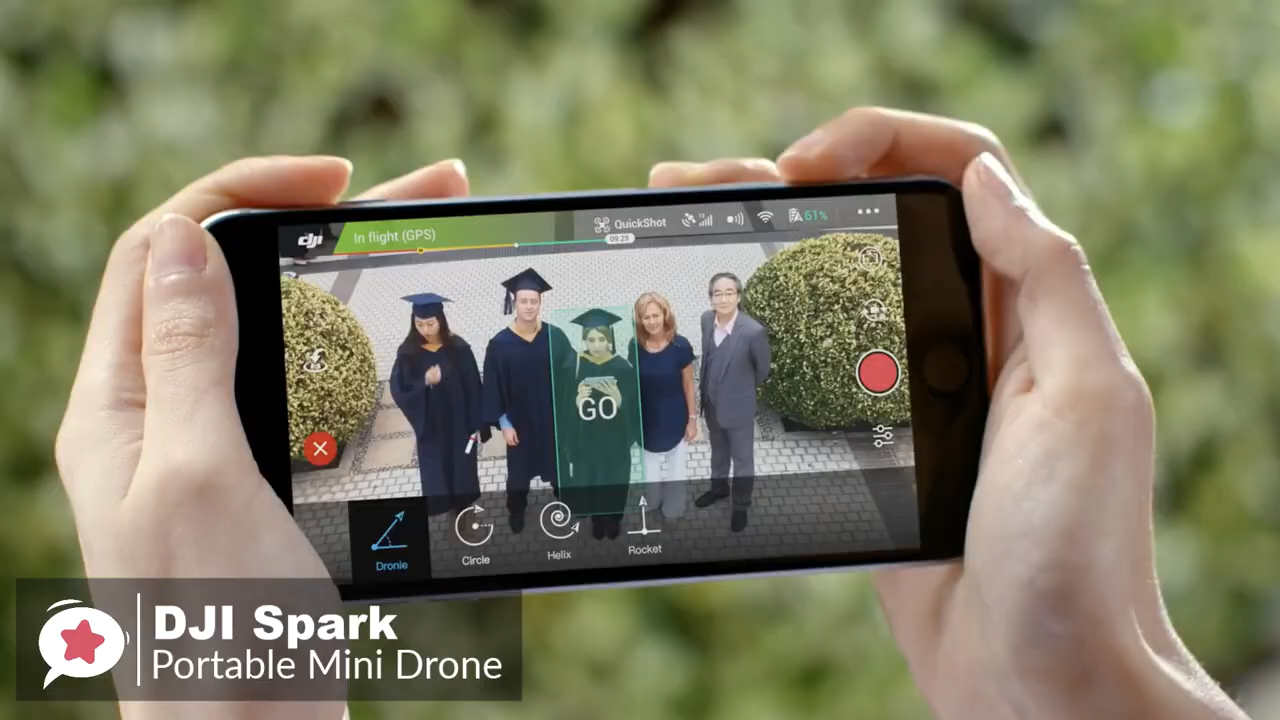 dji
In flight (GPS)
QuickShot
61%
09:29
GO
Dronie
Circle
Helix
Rocket
DJI Spark
Portable Mini Drone